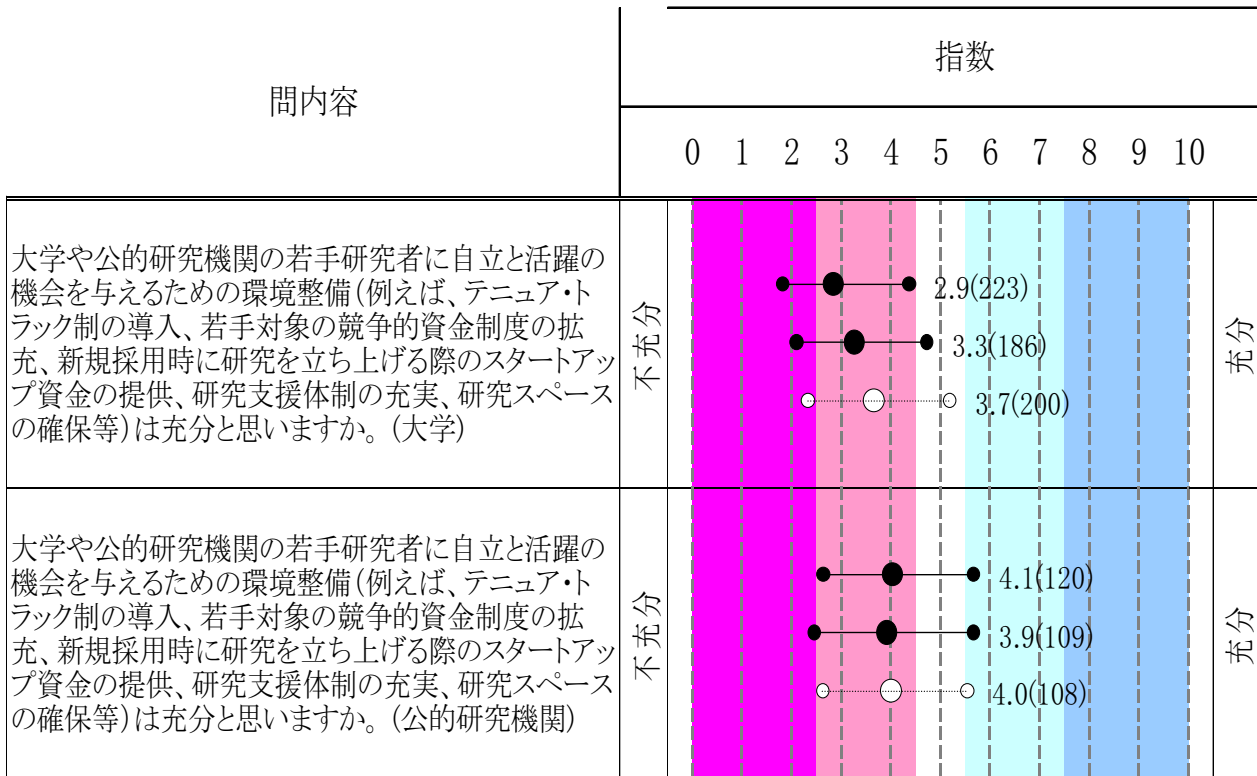 問内容
指数
0 1 2 3 4 5 6 7 8 9 10
大学や公的研究機関の若手研究者に自立と活躍の
機会を与えるための環境整備(例えば、テニュア・ト
ラック制の導入、若手対象の競争的資金制度の拡
充、新規採用時に研究を立ち上げる際のスタートアッ
プ資金の提供、研究支援体制の充実、研究スペース
の確保等)は充分と思いますか。(大学)
不充分
2.9(223)
3.3(186)
3.7(200)
充分
大学や公的研究機関の若手研究者に自立と活躍の
機会を与えるための環境整備(例えば、テニュア・ト
ラック制の導入、若手対象の競争的資金制度の拡
充、新規採用時に研究を立ち上げる際のスタートアッ
プ資金の提供、研究支援体制の充実、研究スペース
の確保等)は充分と思いますか。(公的研究機関)
不充分
4.1(120)
3.9(109)
4.0(108)
充分